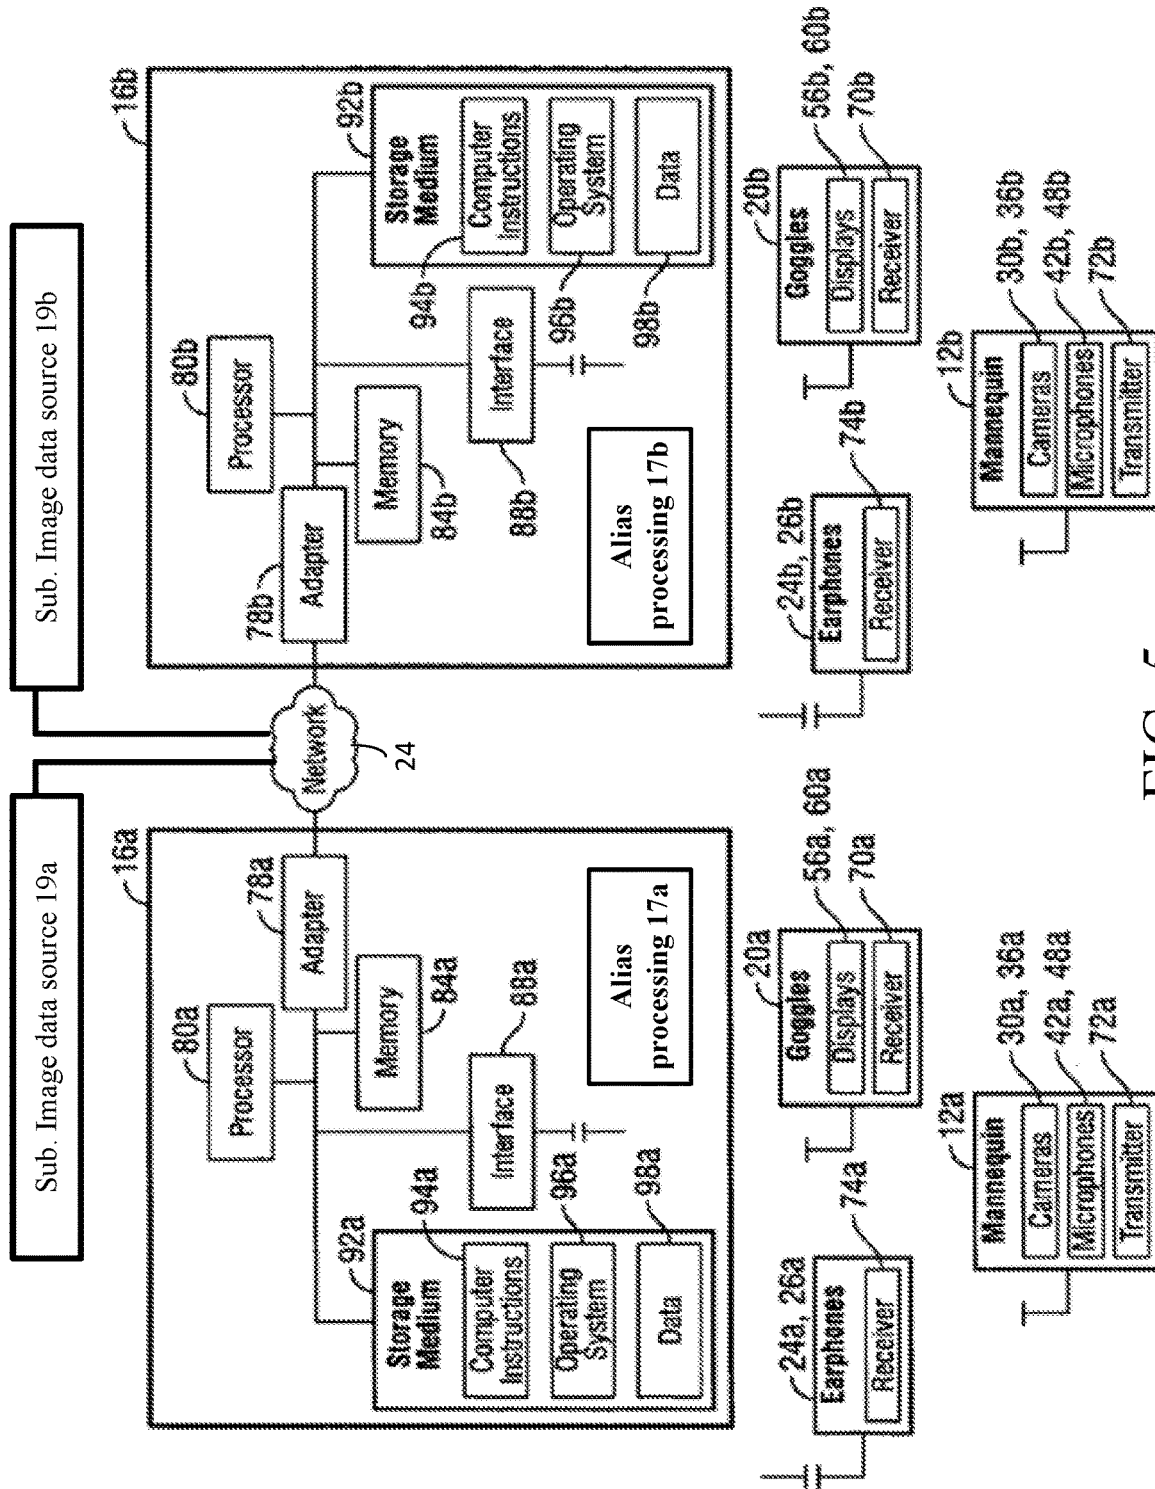 Sub. Image data source 19a
Sub. Image data source 19b
16a
80a
Processor
78a
Adapter
Memory
84a
92a
Storage
Medium
94a
Computer
Instructions
Interface
88a
96a
Operating
System
98a
Data
Alias
processing 17a
Network
24
16b
80b
Processor
78b
Adapter
Memory
84b
92b
Storage
Medium
94b
Computer
Instructions
Interface
88b
96b
Operating
System
98b
Data
Alias
processing 17b
24a, 26a
Earphones
Receiver
74a
20a
Goggles
Displays
56a, 60a
Receiver
70a
24b, 26b
Earphones
Receiver
74b
20b
Goggles
Displays
56b, 60b
Receiver
70b
12a
Mannequin
Cameras
30a, 36a
Microphones
42a, 48a
Transmitter
72a
12b
Mannequin
Cameras
30b, 36b
Microphones
42b, 48b
Transmitter
72b